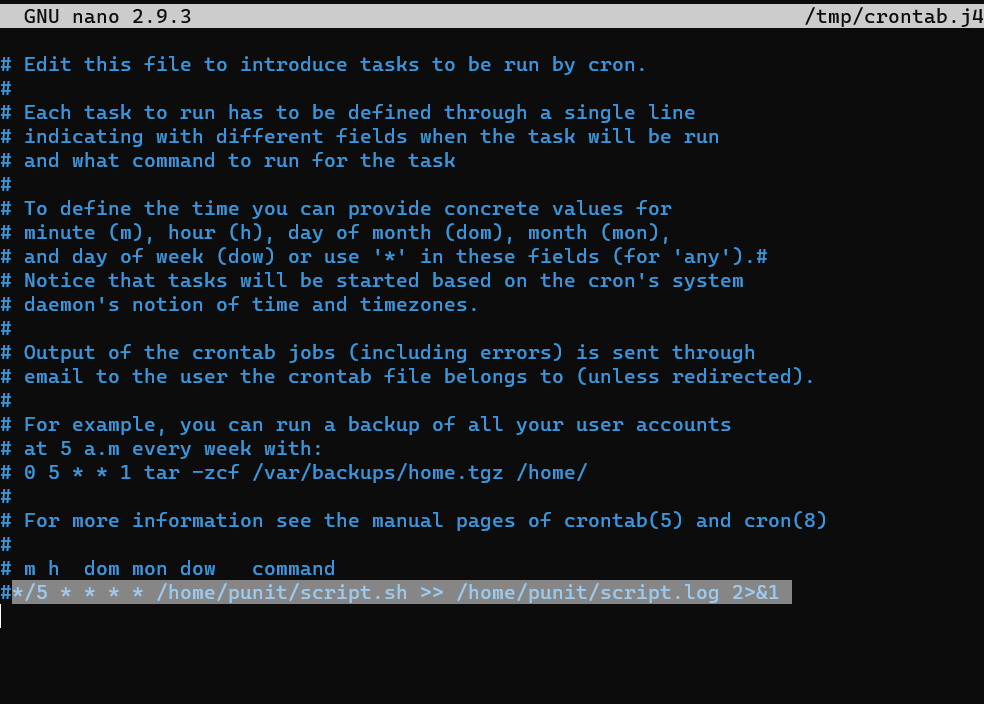 GNU nano 2.9.3 /tmp/crontab.j4
# Edit this file to introduce tasks to be run by cron.
#
# Each task to run has to be defined through a single line
# indicating with different fields when the task will be run
# and what command to run for the task
#
# To define the time you can provide concrete values for
# minute (m), hour (h), day of month (dom), month (mon),
# and day of week (dow) or use '*' in these fields (for 'any').#
# Notice that tasks will be started based on the cron's system
# daemon's notion of time and timezones.
#
# Output of the crontab jobs (including errors) is sent through
# email to the user the crontab file belongs to (unless redirected).
#
# For example, you can run a backup of all your user accounts
# at 5 a.m every week with:
# 0 5 * * 1 tar -zcf /var/backups/home.tgz /home/
#
# For more information see the manual pages of crontab(5) and cron(8)
#
# m h  dom mon dow   command
#*/5 * * * * /home/punit/script.sh >> /home/punit/script.log 2>&1